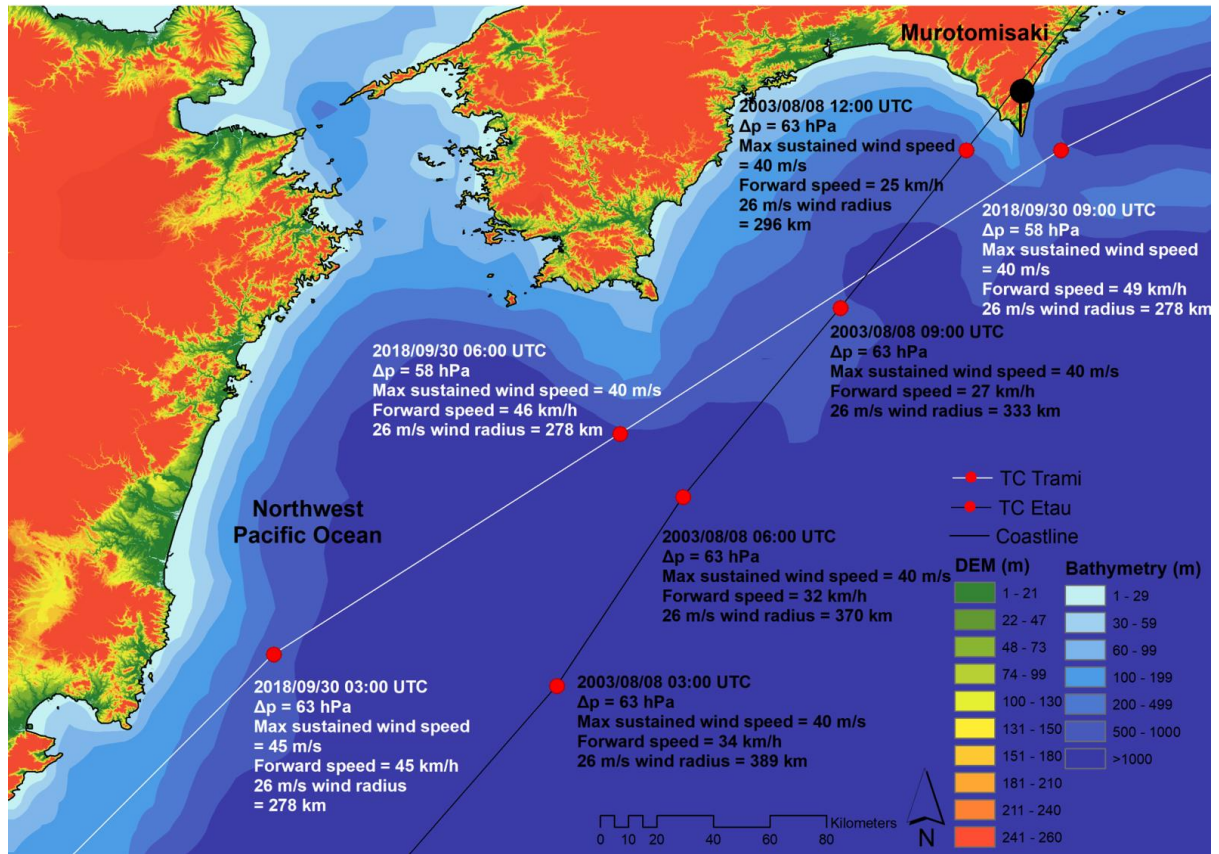 Murotomisaki
2003/08/08 12:00 UTC
Δp = 63 hPa
Max sustained wind speed
= 40 m/s
Forward speed = 25 km/h
26 m/s wind radius
= 296 km
2018/09/30 09:00 UTC
Δp = 58 hPa
Max sustained wind speed
= 40 m/s
Forward speed = 49 km/h
26 m/s wind radius = 278 km
2003/08/08 09:00 UTC
Δp = 63 hPa
Max sustained wind speed = 40 m/s
Forward speed = 27 km/h
26 m/s wind radius = 333 km
2018/09/30 06:00 UTC
Δp = 58 hPa
Max sustained wind speed = 40 m/s
Forward speed = 46 km/h
26 m/s wind radius = 278 km
Northwest
Pacific Ocean
2003/08/08 06:00 UTC
Δp = 63 hPa
Max sustained wind speed = 40 m/s
Forward speed = 32 km/h
26 m/s wind radius = 370 km
2018/09/30 03:00 UTC
Δp = 63 hPa
Max sustained wind speed
= 45 m/s
Forward speed = 45 km/h
26 m/s wind radius
= 278 km
2003/08/08 03:00 UTC
Δp = 63 hPa
Max sustained wind speed = 40 m/s
Forward speed = 34 km/h
26 m/s wind radius = 389 km
TC Trami
TC Etau
Coastline
DEM (m)
1 - 21
22 - 47
48 - 73
74 - 99
100 - 130
131 - 150
151 - 180
181 - 210
211 - 240
241 - 260
Bathymetry (m)
1 - 29
30 - 59
60 - 99
100 - 199
200 - 499
500 - 1000
>1000
Kilometers
0 10 20 40 60 80
N